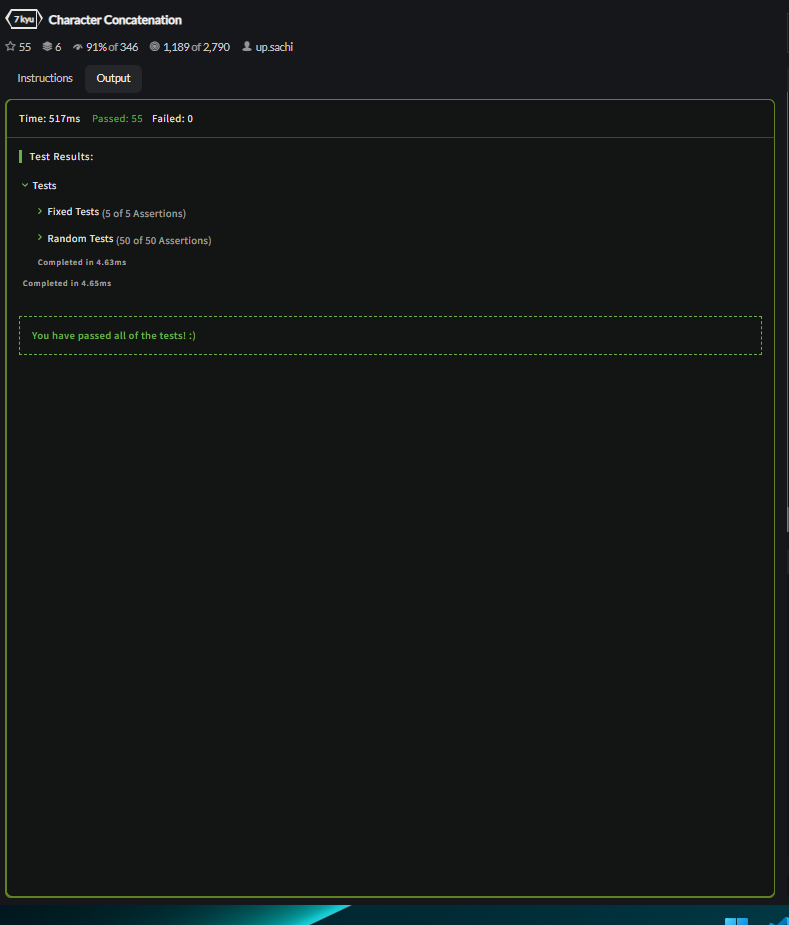 7 kyu Character Concatenation
55 6 91% of 346 1,189 of 2,790 up.sachi
Instructions Output
Time: 517ms Passed: 55 Failed: 0
Test Results:
Tests
Fixed Tests (5 of 5 Assertions)
Random Tests (50 of 50 Assertions)
Completed in 4.63ms
Completed in 4.65ms
You have passed all of the tests! :)